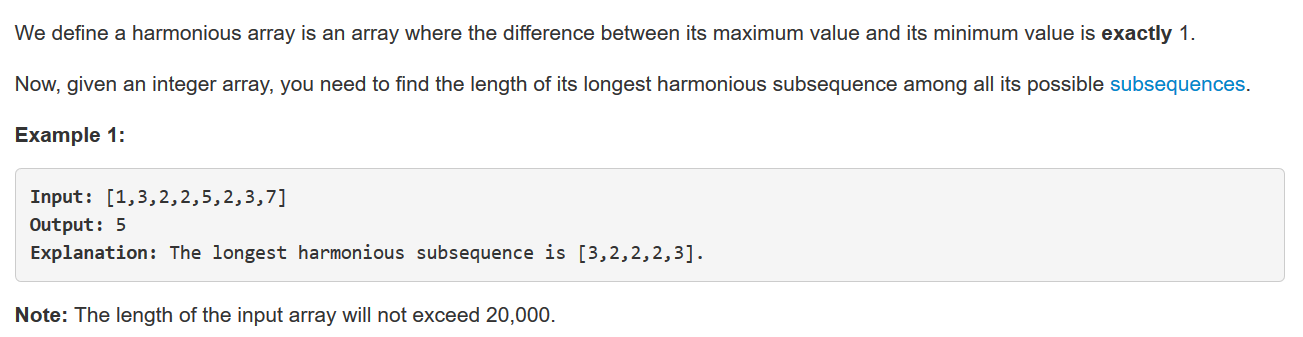 We define a harmonious array is an array where the difference between its maximum value and its minimum value is exactly 1.
Now, given an integer array, you need to find the length of its longest harmonious subsequence among all its possible subsequences.
Example 1:
Input: [1,3,2,2,5,2,3,7]
Output: 5
Explanation: The longest harmonious subsequence is [3,2,2,2,3].
Note: The length of the input array will not exceed 20,000.